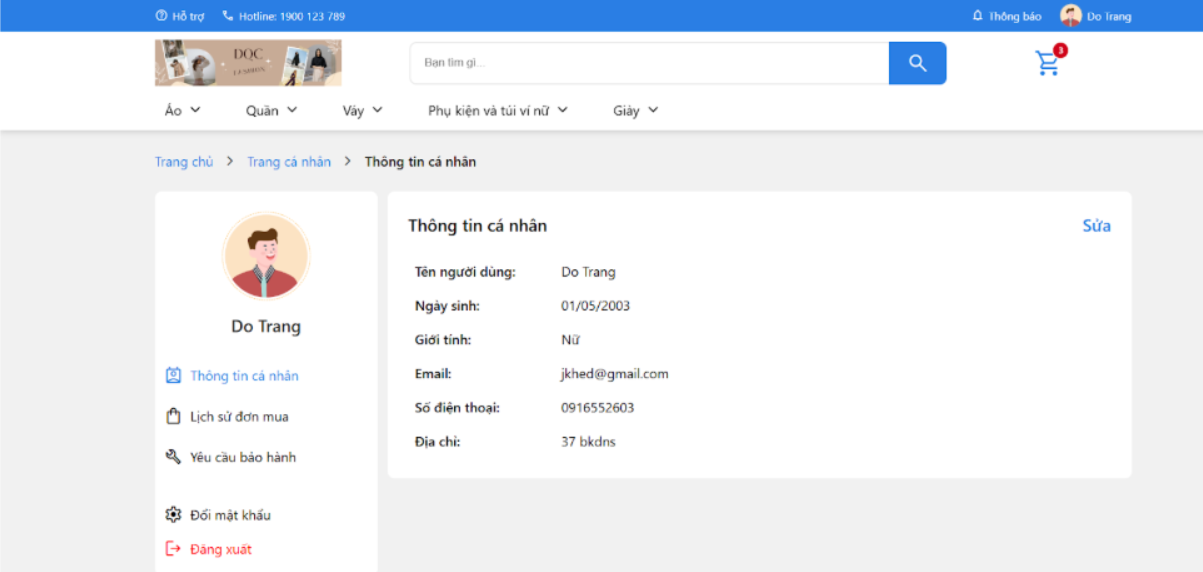 Hỗ trợ Hotline: 1900 123 789 Thông báo Do Trang
DQC
FASHION
Bạn tìm gì...
3
Áo Quần Váy Phụ kiện và túi ví nữ Giày
Trang chủ > Trang cá nhân > Thông tin cá nhân
Do Trang
Thông tin cá nhân
Lịch sử đơn mua
Yêu cầu bảo hành
Đổi mật khẩu
Đăng xuất
Thông tin cá nhân Sửa
Tên người dùng: Do Trang
Ngày sinh: 01/05/2003
Giới tính: Nữ
Email: jkhed@gmail.com
Số điện thoại: 0916552603
Địa chỉ: 37 bkdns